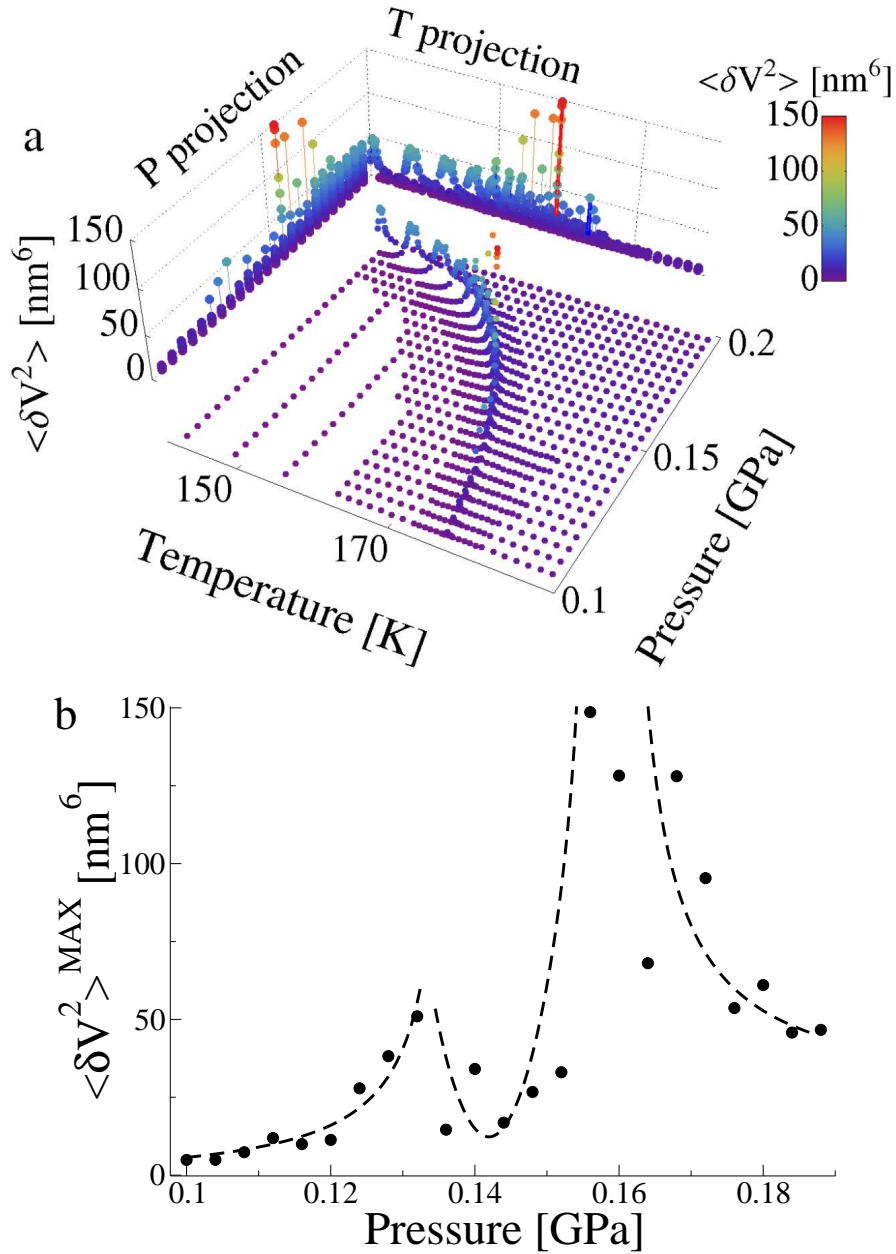 T projection
<δV²> [nm⁶]
a
P projection
150
100
50
0
150
100
50
0
<δV²> [nm⁶]
0.2
0.15
0.1
Pressure [GPa]
150
170
Temperature [K]
b
150
100
50
0
<δV²>ᴹᴬˣ [nm⁶]
0.1
0.12
0.14
0.16
0.18
Pressure [GPa]